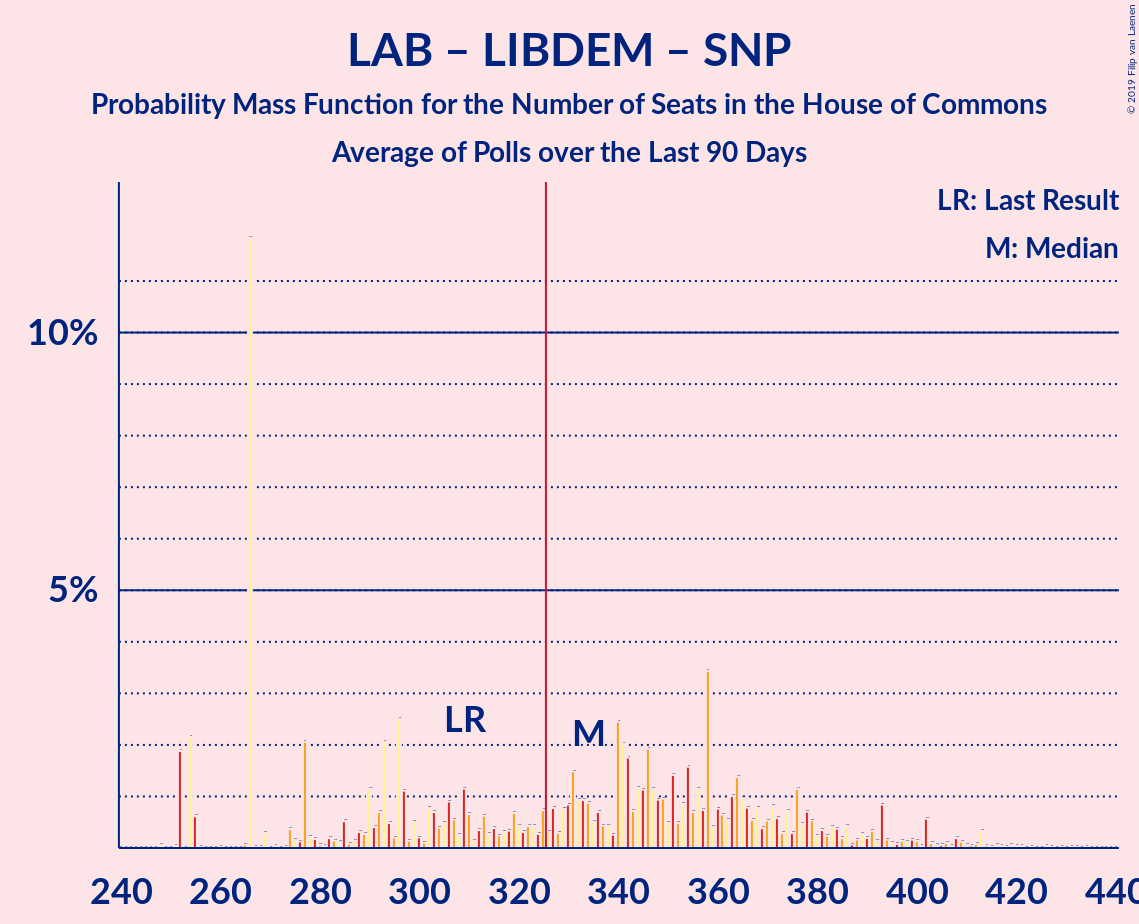 LAB – LIBDEM – SNP
Probability Mass Function for the Number of Seats in the House of Commons
Average of Polls over the Last 90 Days
© 2019 Filip van Laenen
LR: Last Result
M: Median
10%
5%
LR
M
240 260 280 300 320 340 360 380 400 420 440